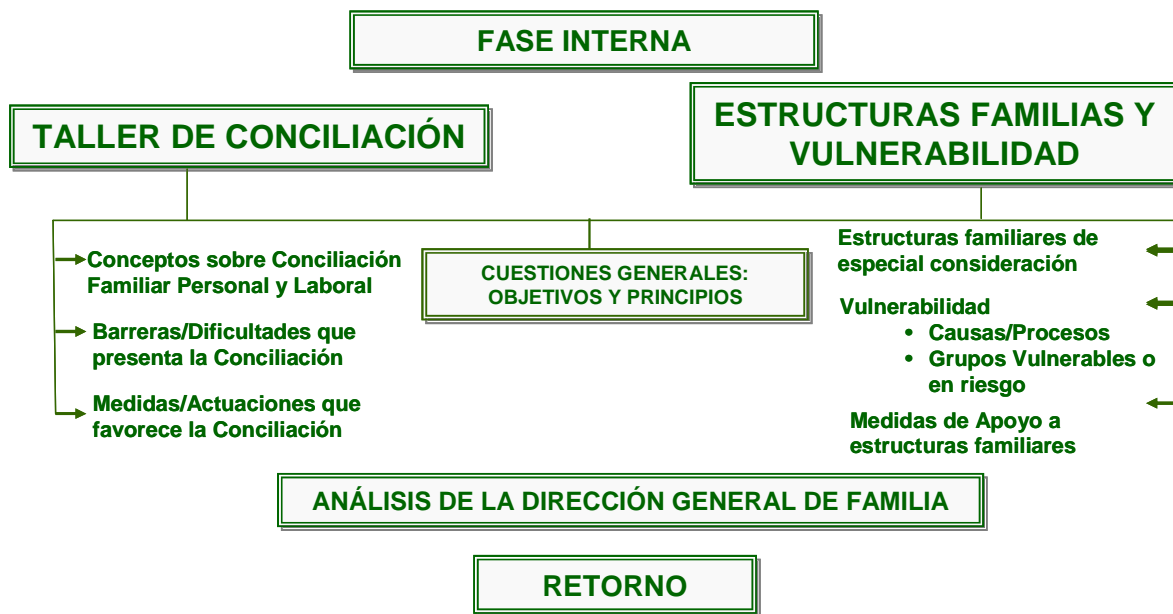 FASE INTERNA
TALLER DE CONCILIACIÓN
ESTRUCTURAS FAMILIAS Y
VULNERABILIDAD
Conceptos sobre Conciliación
Familiar Personal y Laboral
Barreras/Dificultades que
presenta la Conciliación
Medidas/Actuaciones que
favorece la Conciliación
CUESTIONES GENERALES:
OBJETIVOS Y PRINCIPIOS
Estructuras familiares de
especial consideración
Vulnerabilidad
• Causas/Procesos
• Grupos Vulnerables o
en riesgo
Medidas de Apoyo a
estructuras familiares
ANÁLISIS DE LA DIRECCIÓN GENERAL DE FAMILIA
RETORNO